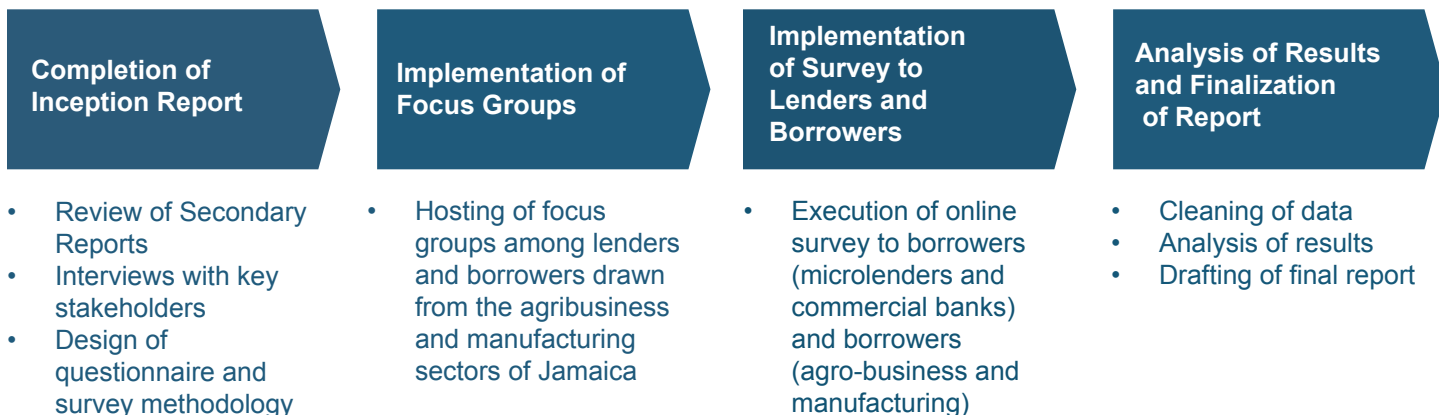 Completion of
Inception Report
• Review of Secondary
Reports
• Interviews with key
stakeholders
• Design of
questionnaire and
survey methodology
Implementation of
Focus Groups
• Hosting of focus
groups among lenders
and borrowers drawn
from the agribusiness
and manufacturing
sectors of Jamaica
Implementation
of Survey to
Lenders and
Borrowers
• Execution of online
survey to borrowers
(microlenders and
commercial banks)
and borrowers
(agro-business and
manufacturing)
Analysis of Results
and Finalization
of Report
• Cleaning of data
• Analysis of results
• Drafting of final report